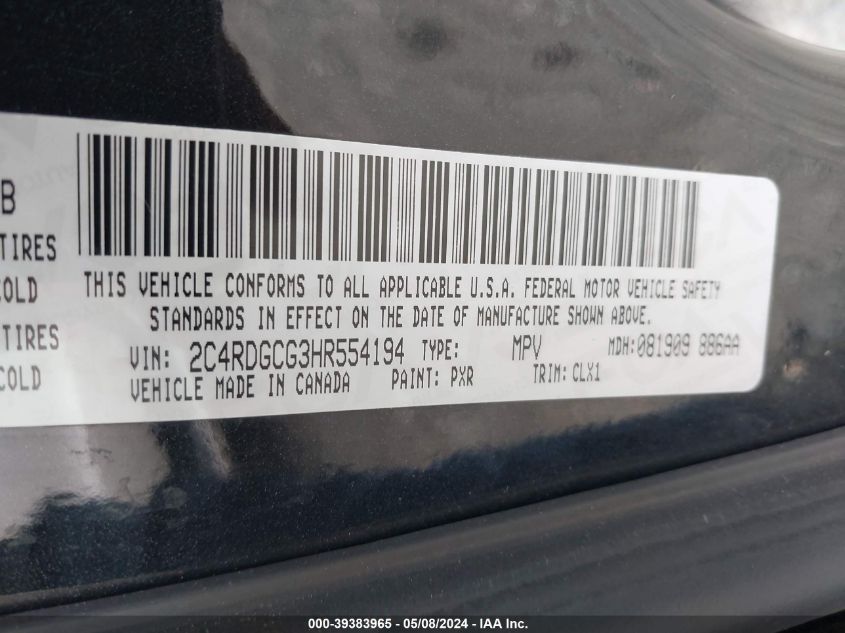 B
TIRES
COLD
TIRES
COLD
THIS VEHICLE CONFORMS TO ALL APPLICABLE U.S.A. FEDERAL MOTOR VEHICLE SAFETY
STANDARDS IN EFFECT ON THE DATE OF MANUFACTURE SHOWN ABOVE.
VIN: 2C4RDGCG3HR554194 TYPE: MPV MDH:081909 886AA
VEHICLE MADE IN CANADA PAINT: PXR TRIM: CLX1
000-39383965 - 05/08/2024 - IAA Inc.